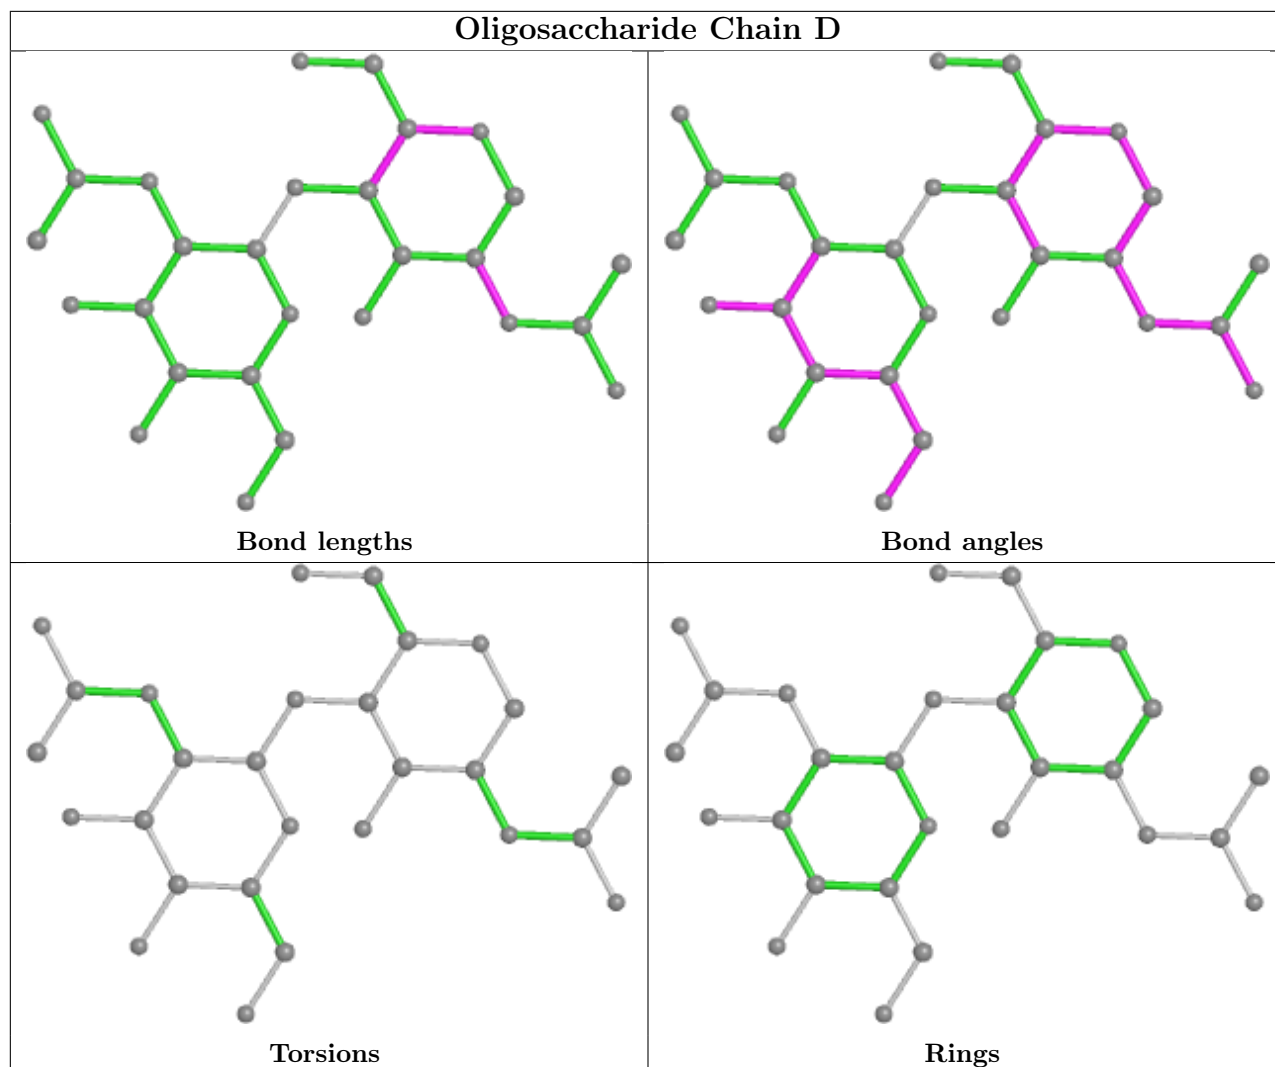 Oligosaccharide Chain D
Bond lengths
Bond angles
Torsions
Rings